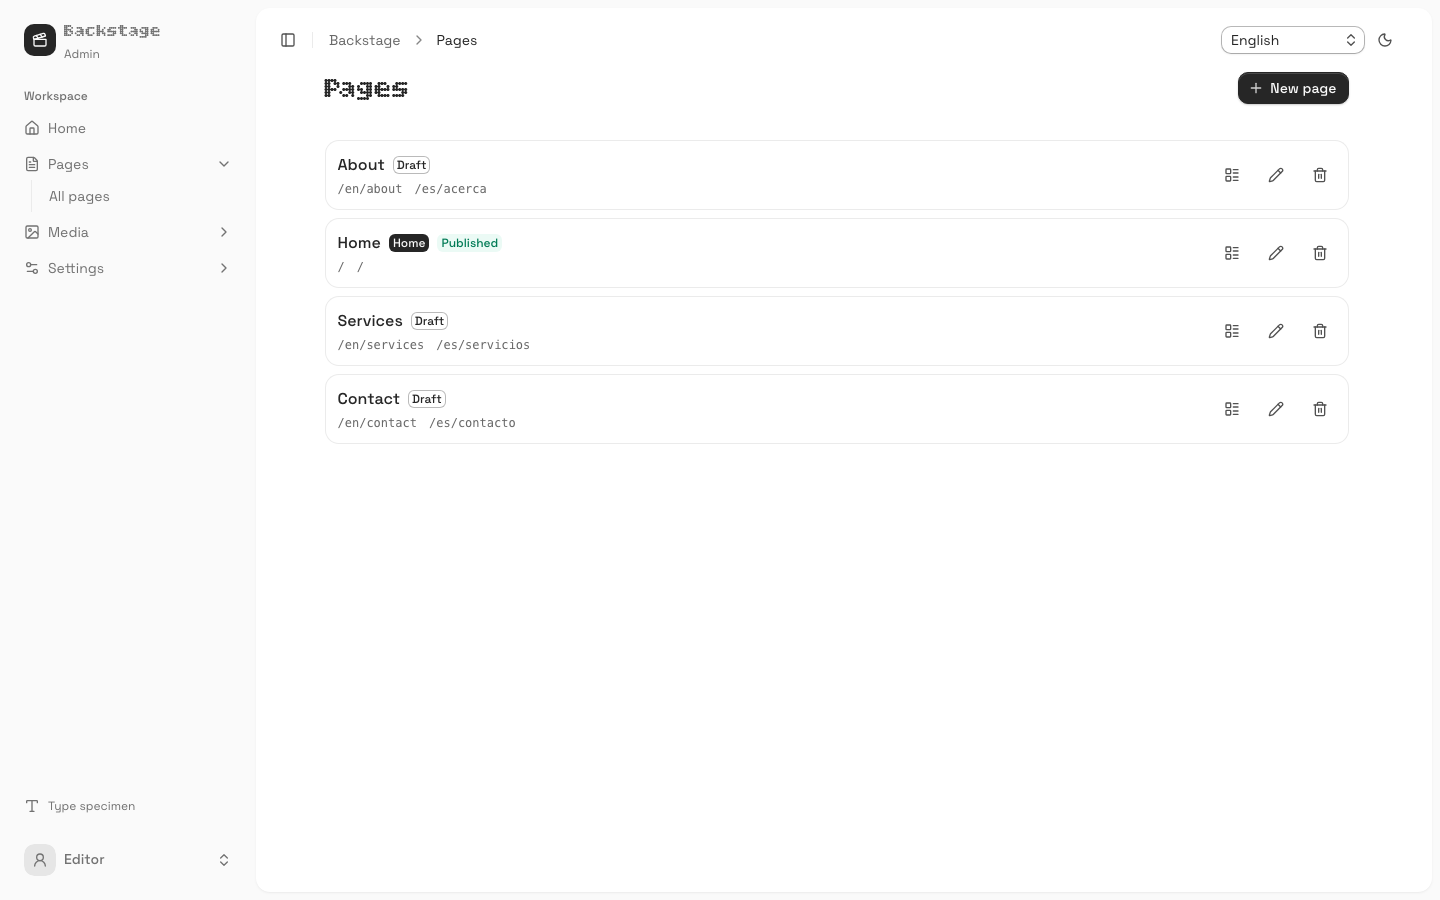 Backstage
Admin
Workspace
Home
Pages
All pages
Media
Settings
Type specimen
Editor
Backstage Pages
English
Pages
New page
About Draft
/en/about /es/acerca
Home Home Published
/ /
Services Draft
/en/services /es/servicios
Contact Draft
/en/contact /es/contacto